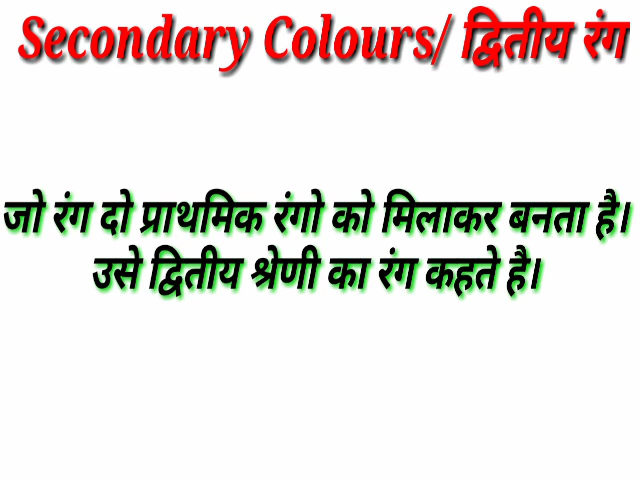 Secondary Colours/ द्वितीय रंग
जो रंग दो प्राथमिक रंगो को मिलाकर बनता है।
उसे द्वितीय श्रेणी का रंग कहते है।